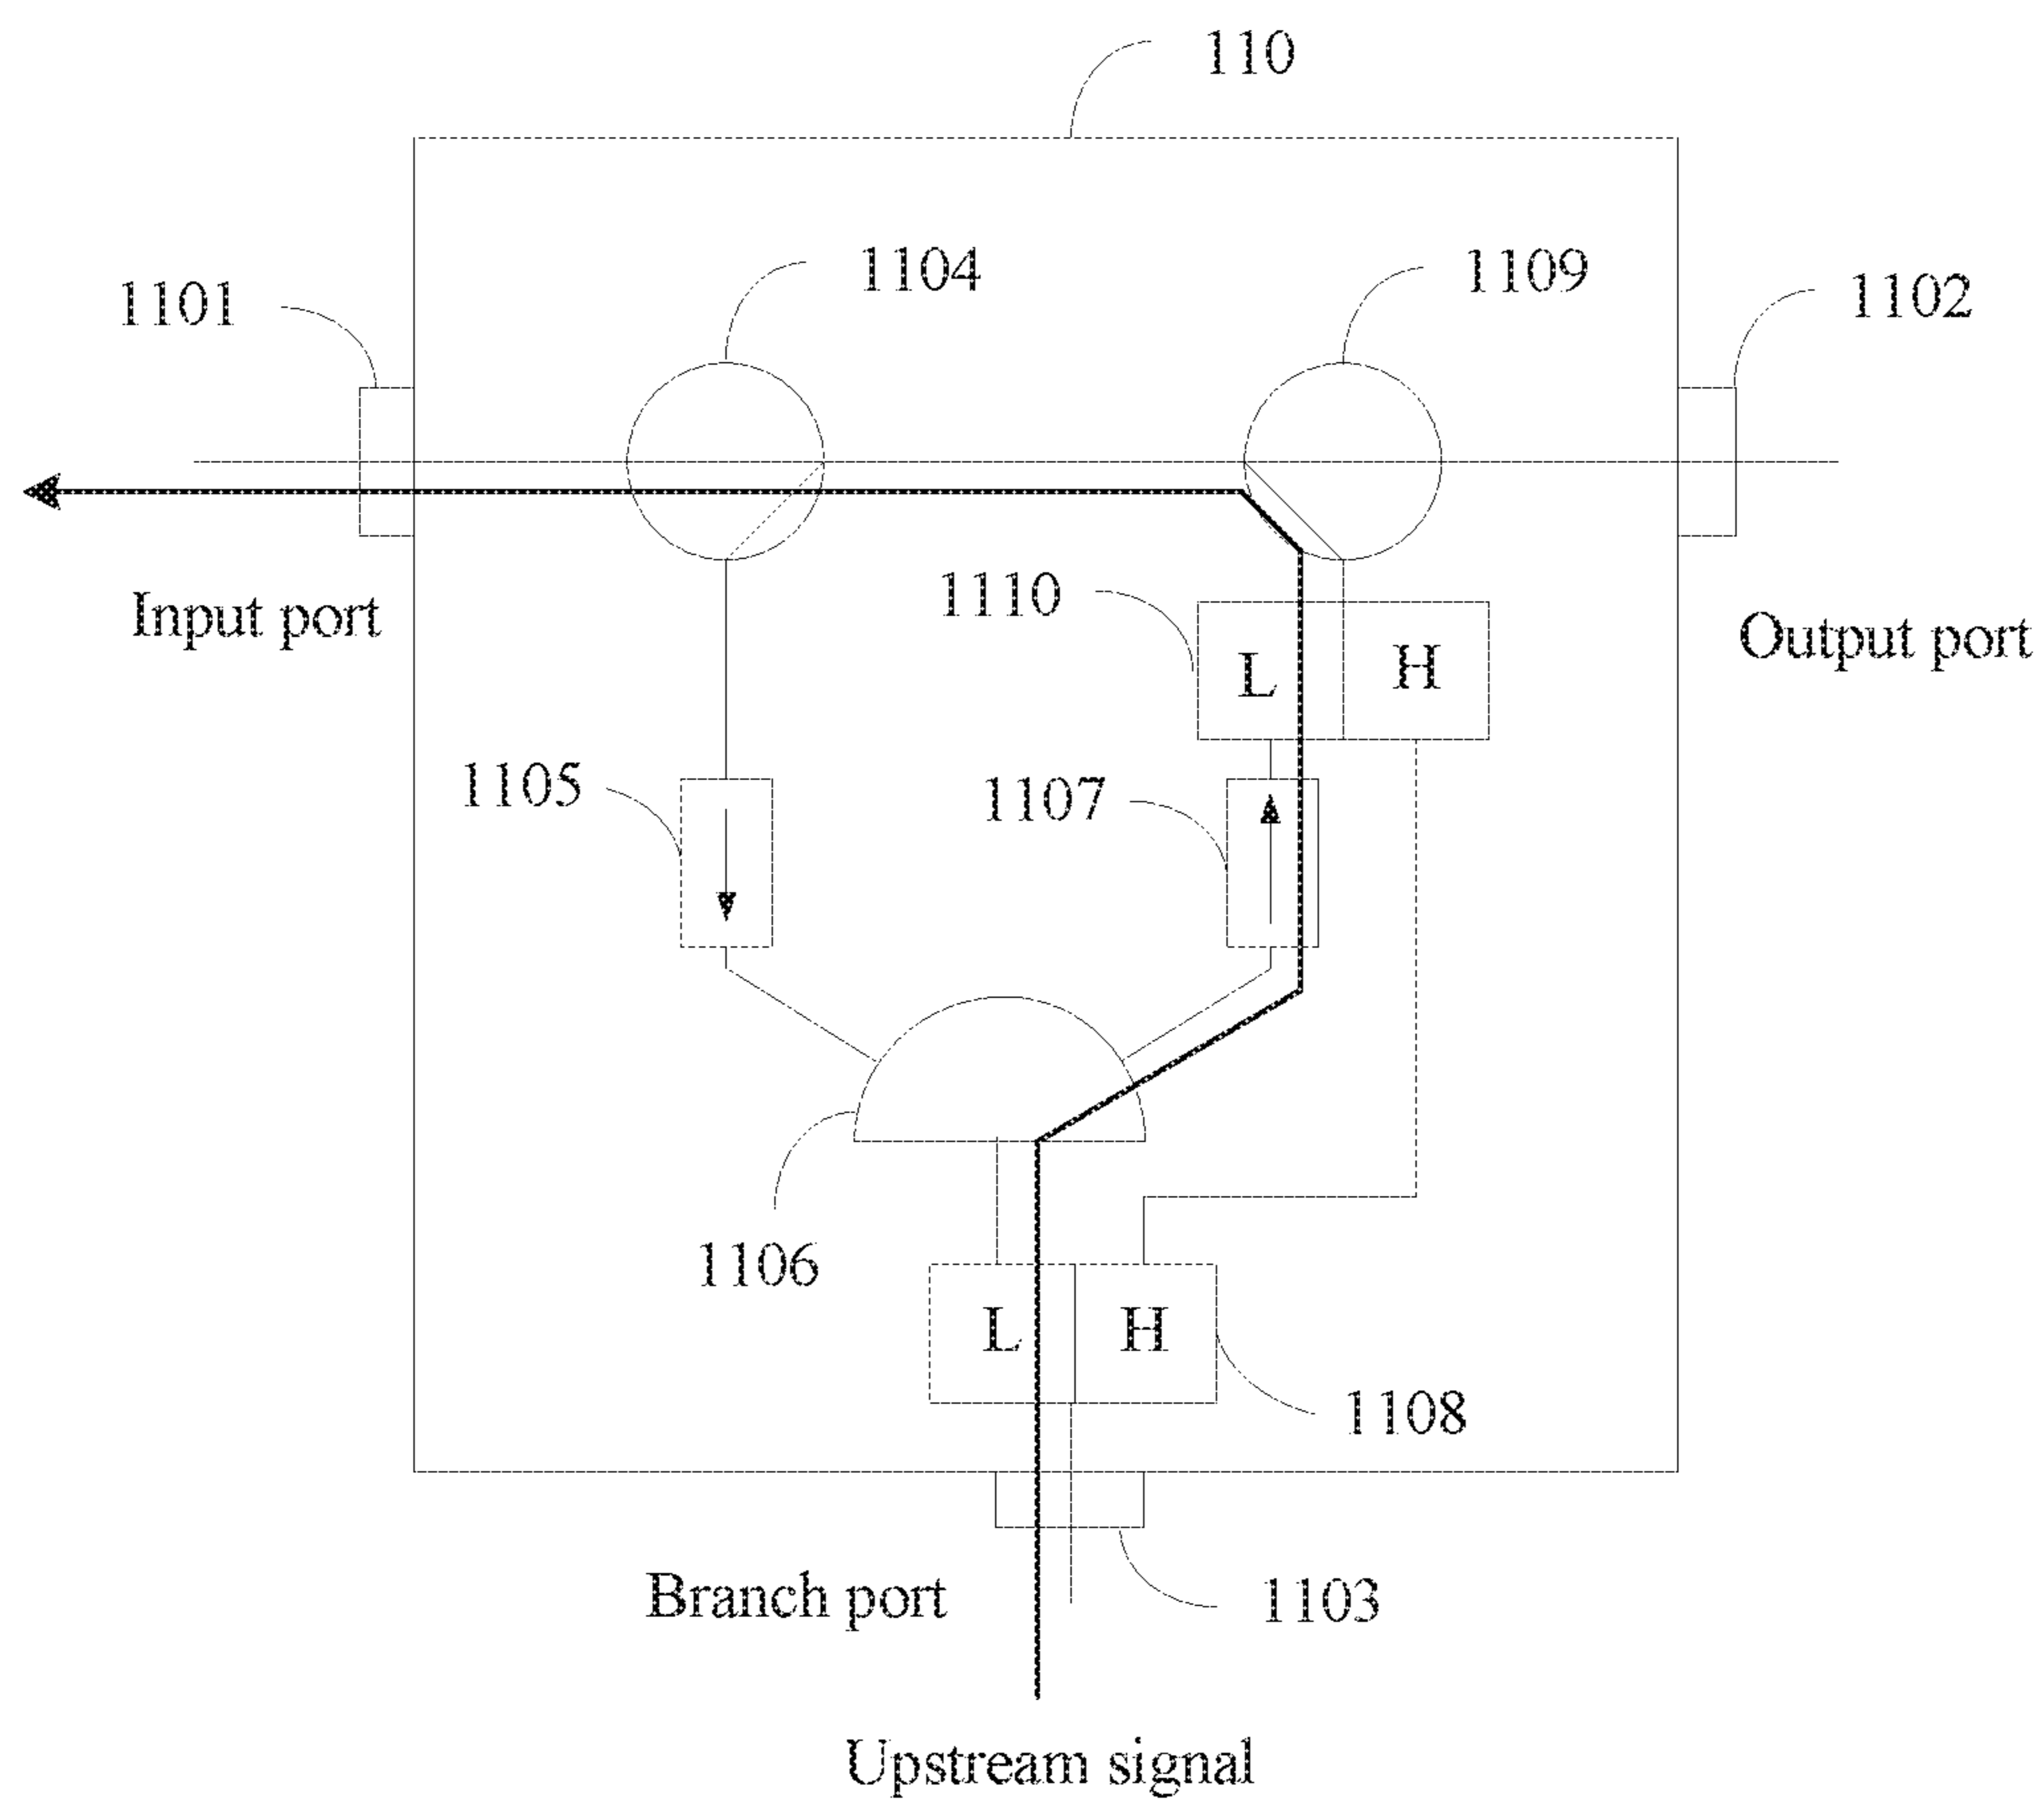 110
1104
1109
1101
1102
Input port
1110
L
H
Output port
1105
1107
1106
L
H
1108
Branch port
1103
Upstream signal